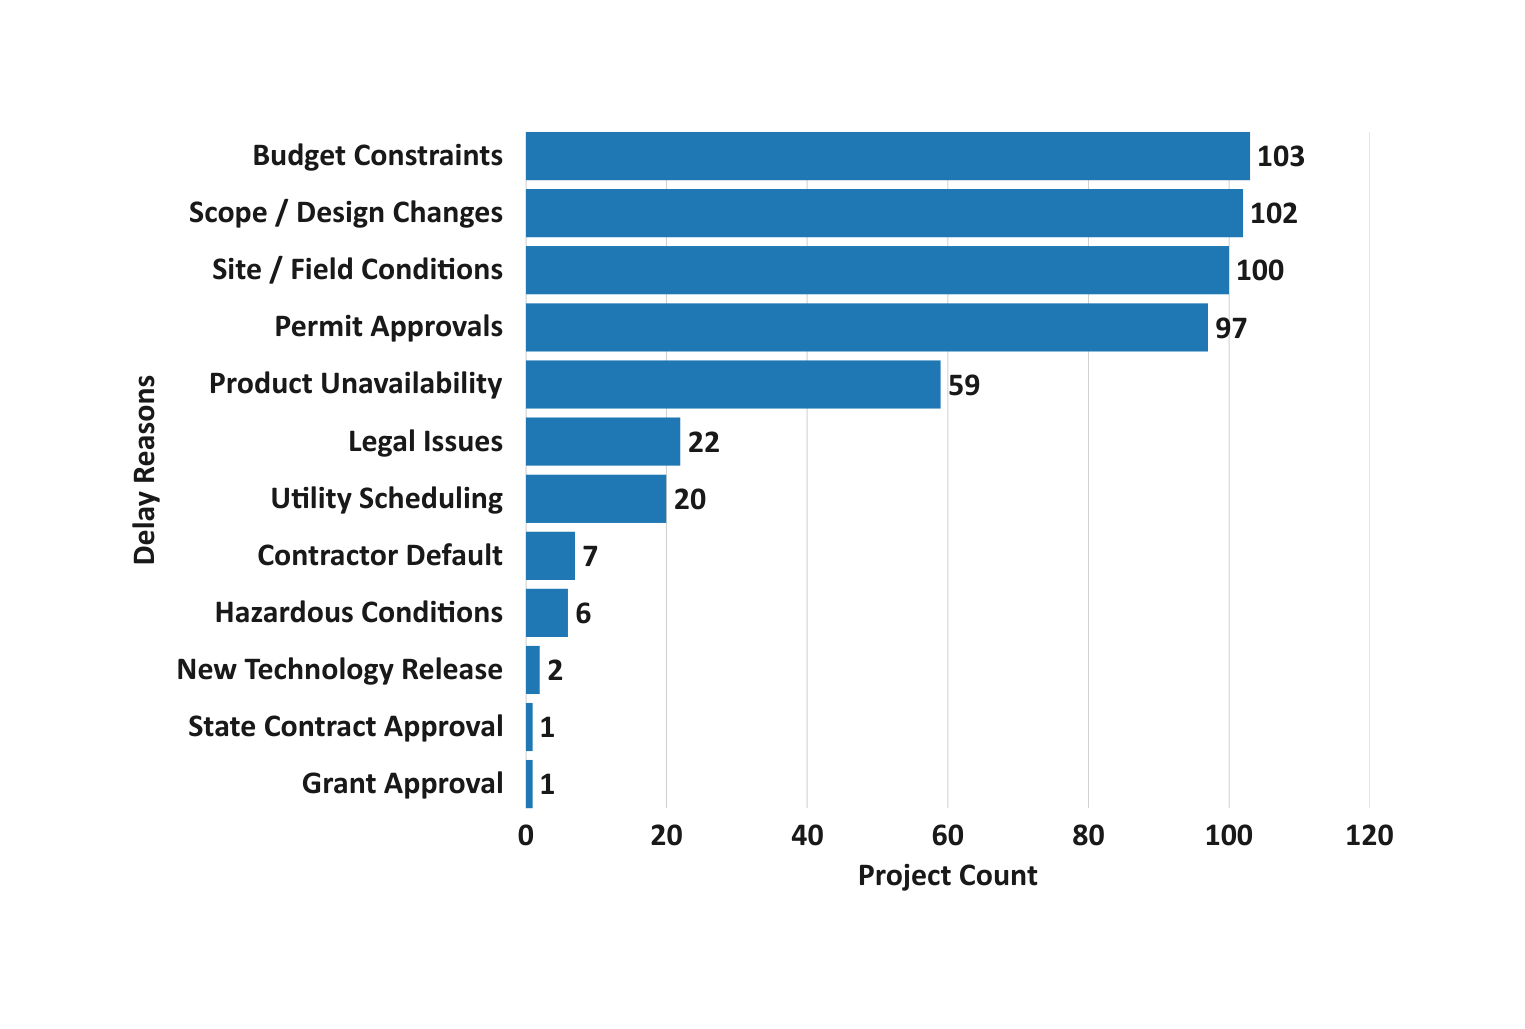 Budget Constraints 103
Scope / Design Changes 102
Site / Field Conditions 100
Permit Approvals 97
Product Unavailability 59
Legal Issues 22
Utility Scheduling 20
Contractor Default 7
Hazardous Conditions 6
New Technology Release 2
State Contract Approval 1
Grant Approval 1
Delay Reasons
0 20 40 60 80 100 120
Project Count